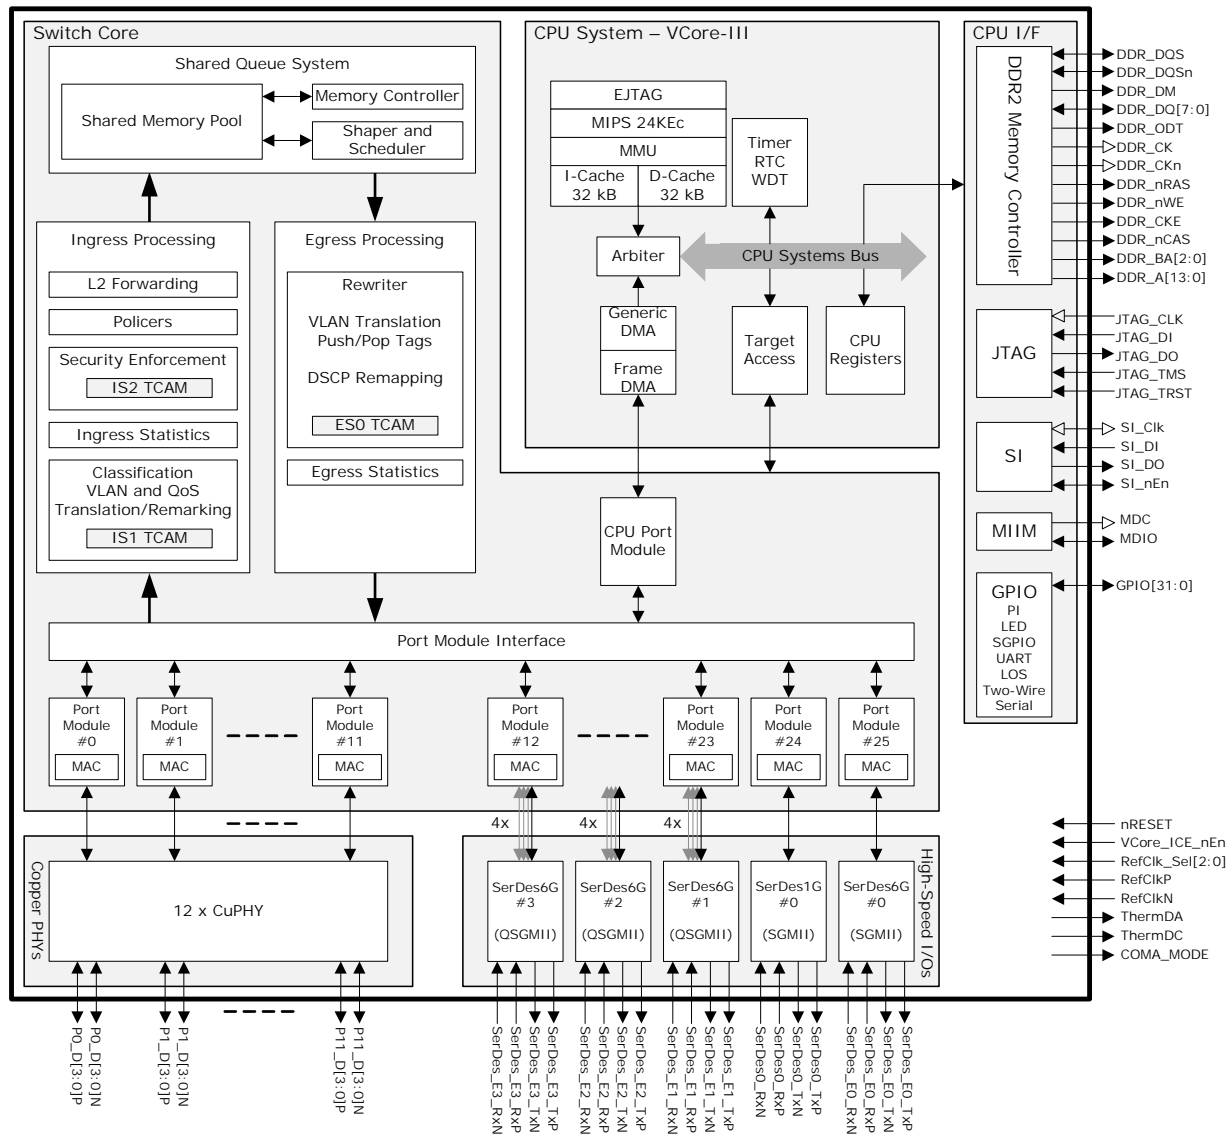 Switch Core
Shared Queue System
Shared Memory Pool
Memory Controller
Shaper and
Scheduler
Ingress Processing
L2 Forwarding
Policers
Security Enforcement
IS2 TCAM
Ingress Statistics
Classification
VLAN and QoS
Translation/Remarking
IS1 TCAM
Egress Processing
Rewriter
VLAN Translation
Push/Pop Tags
DSCP Remapping
ES0 TCAM
Egress Statistics
CPU System – VCore-III
EJTAG
MIPS 24KEc
MMU
I-Cache
32 kB
D-Cache
32 kB
Timer
RTC
WDT
Arbiter
CPU Systems Bus
Generic
DMA
Frame
DMA
Target
Access
CPU
Registers
CPU Port
Module
Port Module Interface
Port
Module
#0
MAC
Port
Module
#1
MAC
Port
Module
#11
MAC
Port
Module
#12
MAC
Port
Module
#23
MAC
Port
Module
#24
MAC
Port
Module
#25
MAC
4x
4x
4x
Copper PHYs
12 x CuPHY
High-Speed I/Os
SerDes6G
#3
(QSGMII)
SerDes6G
#2
(QSGMII)
SerDes6G
#1
(QSGMII)
SerDes1G
#0
(SGMII)
SerDes6G
#0
(SGMII)
P0_D[3:0]P
P0_D[3:0]N
P1_D[3:0]P
P1_D[3:0]N
P11_D[3:0]P
P11_D[3:0]N
SerDes_E3_RxN
SerDes_E3_RxP
SerDes_E3_TxN
SerDes_E3_TxP
SerDes_E2_RxN
SerDes_E2_RxP
SerDes_E2_TxN
SerDes_E2_TxP
SerDes_E1_RxN
SerDes_E1_RxP
SerDes_E1_TxN
SerDes_E1_TxP
SerDes0_RxN
SerDes0_RxP
SerDes0_TxN
SerDes0_TxP
SerDes_E0_RxN
SerDes_E0_RxP
SerDes_E0_TxN
SerDes_E0_TxP
CPU I/F
DDR2 Memory
Controller
DDR_DQS
DDR_DQSn
DDR_DM
DDR_DQ[7:0]
DDR_ODT
DDR_CK
DDR_CKn
DDR_nRAS
DDR_nWE
DDR_CKE
DDR_nCAS
DDR_BA[2:0]
DDR_A[13:0]
JTAG
JTAG_CLK
JTAG_DI
JTAG_DO
JTAG_TMS
JTAG_TRST
SI
SI_Clk
SI_DI
SI_DO
SI_nEn
MIIM
MDC
MDIO
GPIO
PI
LED
SGPIO
UART
LOS
Two-Wire
Serial
GPIO[31:0]
nRESET
VCore_ICE_nEn
RefClk_Sel[2:0]
RefClkP
RefClkN
ThermDA
ThermDC
COMA_MODE